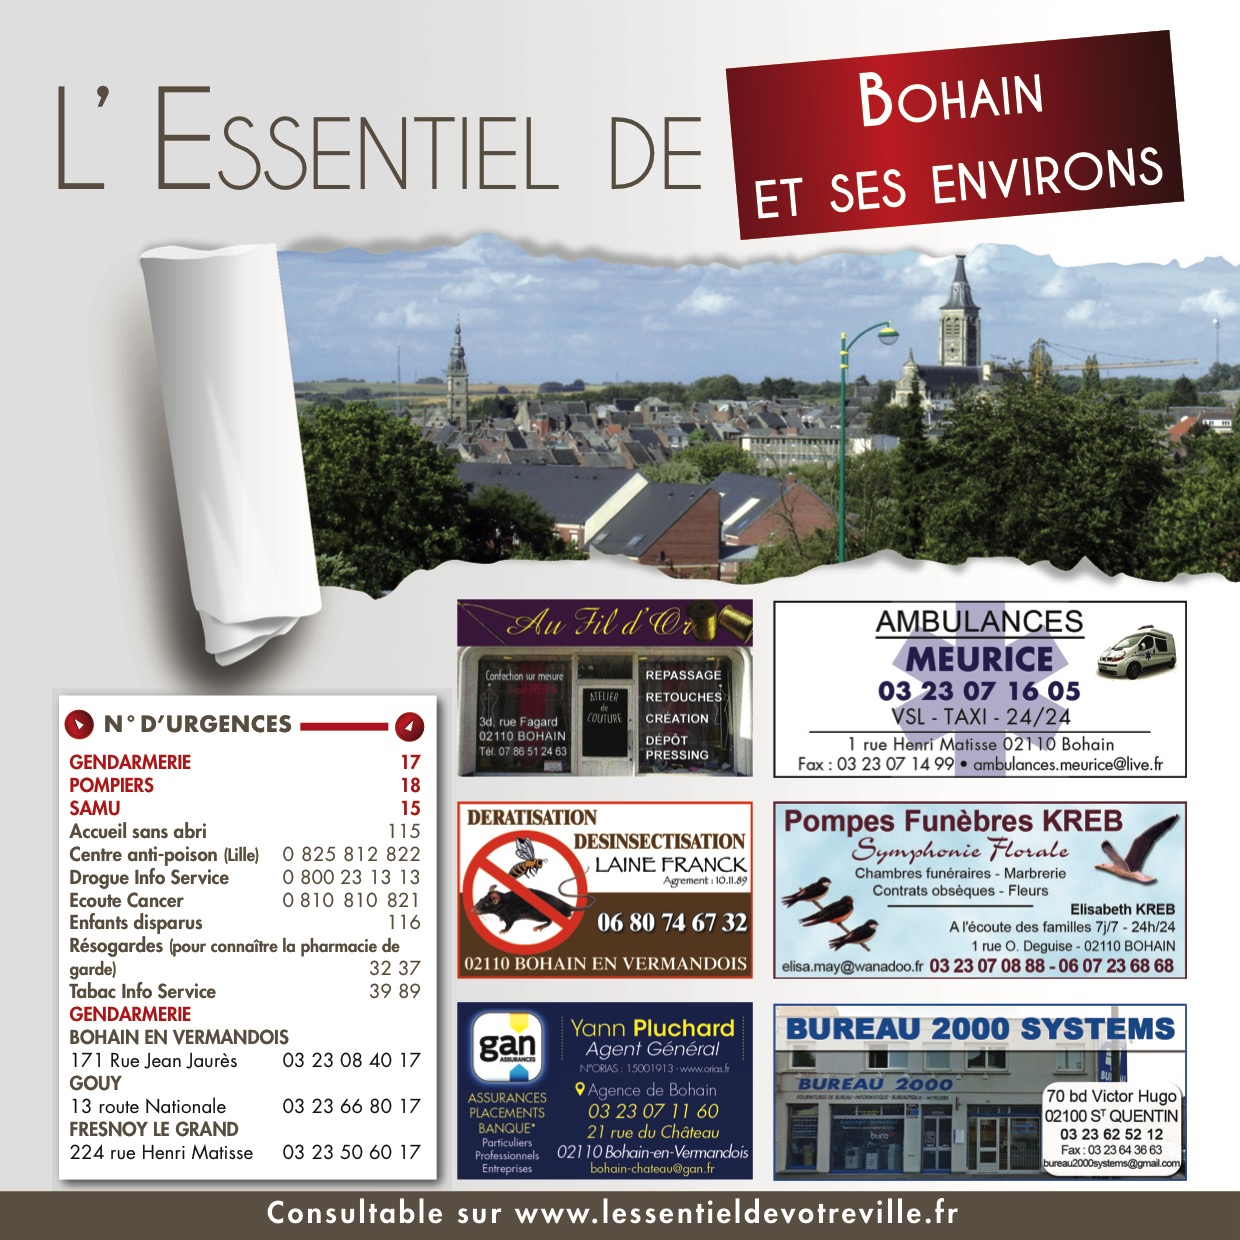 L' ESSENTIEL DE
BOHAIN
ET SES ENVIRONS
N° D'URGENCES
GENDARMERIE 17
POMPIERS 18
SAMU 15
Accueil sans abri 115
Centre anti-poison (Lille) 0 825 812 822
Drogue Info Service 0 800 23 13 13
Ecoute Cancer 0 810 810 821
Enfants disparus 116
Résogardes (pour connaître la pharmacie de
garde) 32 37
Tabac Info Service 39 89
GENDARMERIE
BOHAIN EN VERMANDOIS
171 Rue Jean Jaurès 03 23 08 40 17
GOUY
13 route Nationale 03 23 66 80 17
FRESNOY LE GRAND
224 rue Henri Matisse 03 23 50 60 17
Au Fil d'Or
Confection sur mesure
Dépôt PRESSING
3d, rue Fagard
02110 BOHAIN
Tél. 07 86 51 24 63
ATELIER
de
COUTURE
REPASSAGE
RETOUCHES
CRÉATION
DÉPÔT
PRESSING
AMBULANCES
MEURICE
03 23 07 16 05
VSL - TAXI - 24/24
1 rue Henri Matisse 02110 Bohain
Fax : 03 23 07 14 99 • ambulances.meurice@live.fr
DERATISATION
DESINSECTISATION
LAINE FRANCK
Agrement : 10.11.89
06 80 74 67 32
02110 BOHAIN EN VERMANDOIS
Pompes Funèbres KREB
Symphonie Florale
Chambres funéraires - Marbrerie
Contrats obsèques - Fleurs
Elisabeth KREB
A l'écoute des familles 7j/7 - 24h/24
1 rue O. Deguise - 02110 BOHAIN
elisa.may@wanadoo.fr 03 23 07 08 88 - 06 07 23 68 68
gan
ASSURANCES
ASSURANCES
PLACEMENTS
BANQUE*
Particuliers
Professionnels
Entreprises
Yann Pluchard
Agent Général
N°ORIAS : 15001913 - www.orias.fr
Agence de Bohain
03 23 07 11 60
21 rue du Château
02110 Bohain-en-Vermandois
bohain-chateau@gan.fr
BUREAU 2000 SYSTEMS
BUREAU 2000
FOURNITURES DE BUREAU - INFORMATIQUE - BUREAUTIQUE - MOBILIERS
buro
70 bd Victor Hugo
02100 ST QUENTIN
03 23 62 52 12
Fax : 03 23 64 36 63
bureau2000systems@gmail.com
Consultable sur www.lessentieldevotreville.fr